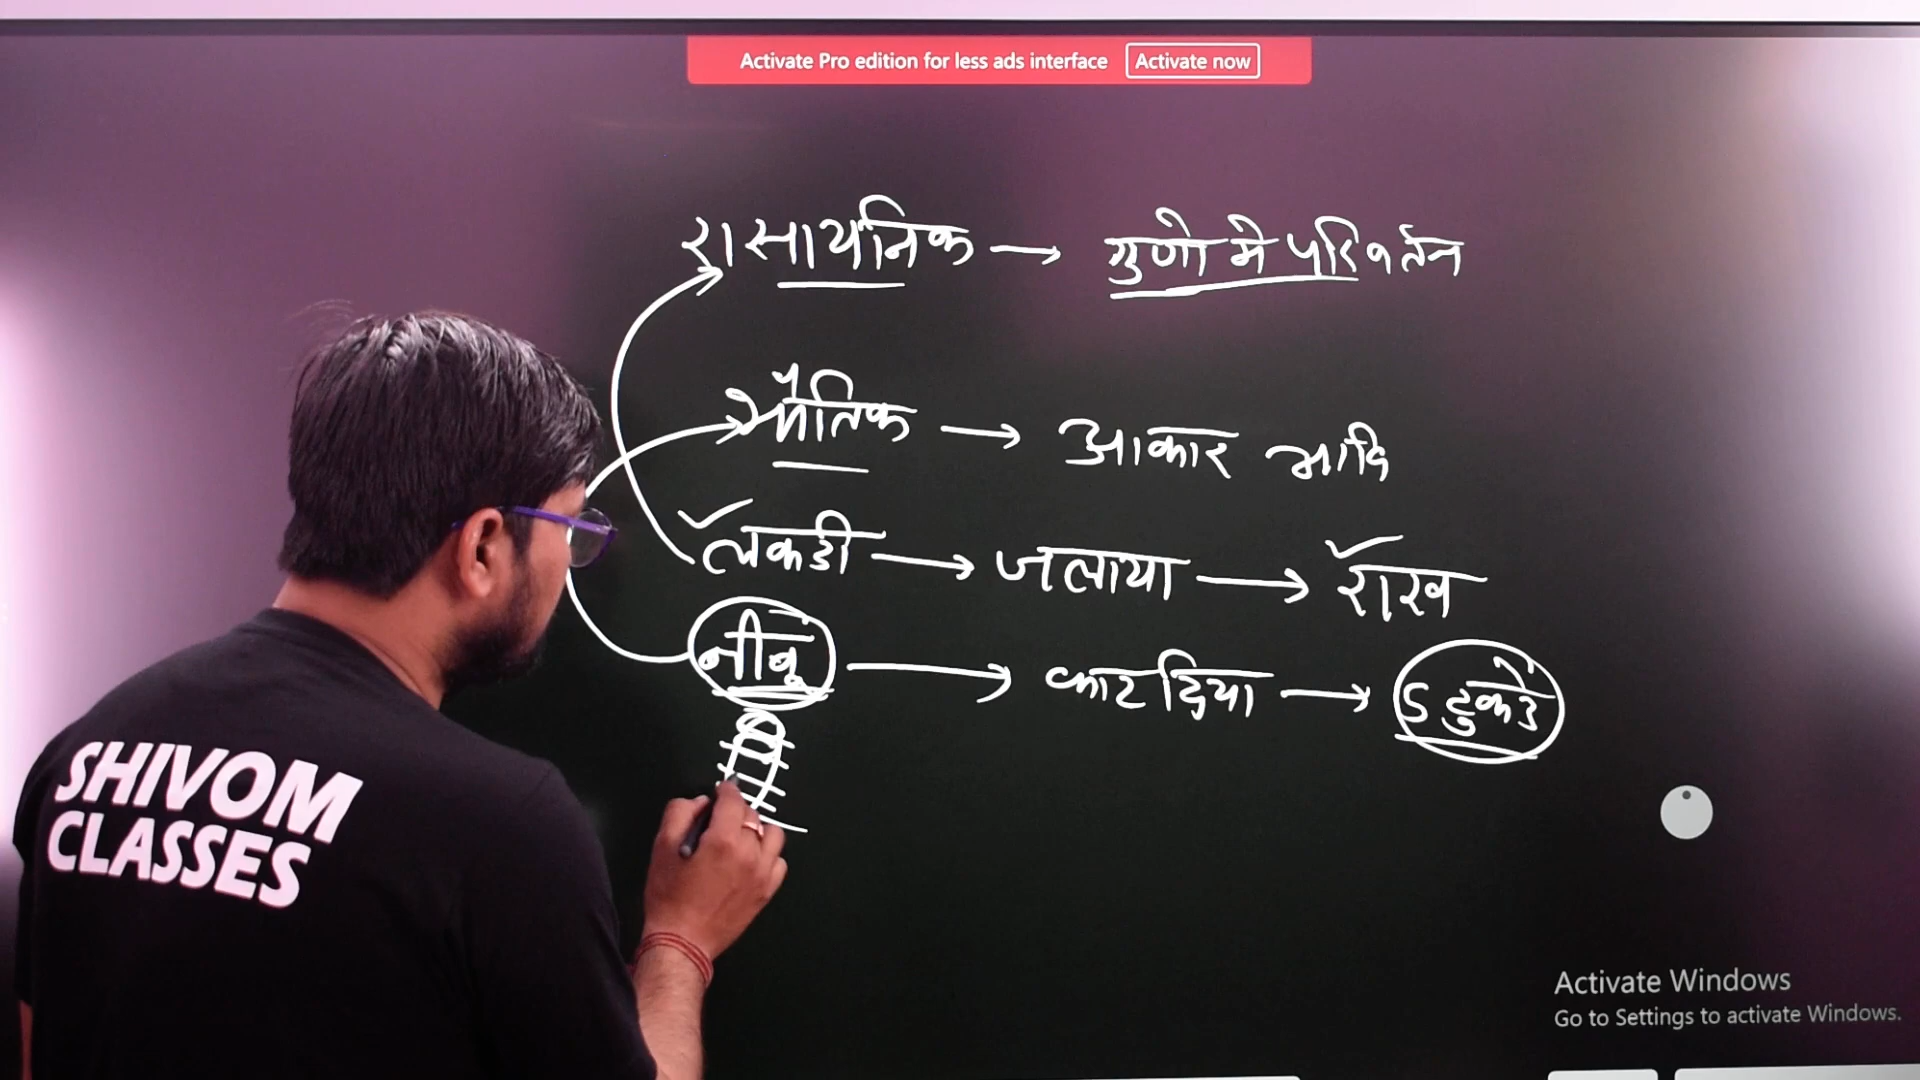 Activate Pro edition for less ads interface Activate now
रासायनिक → गुणो मे परिवर्तन
भौतिक → आकार आदि
लकडी → जलाया → राख
नीबू → काट दिया → 5 टुकडे
SHIVOM
CLASSES
Activate Windows
Go to Settings to activate Windows.